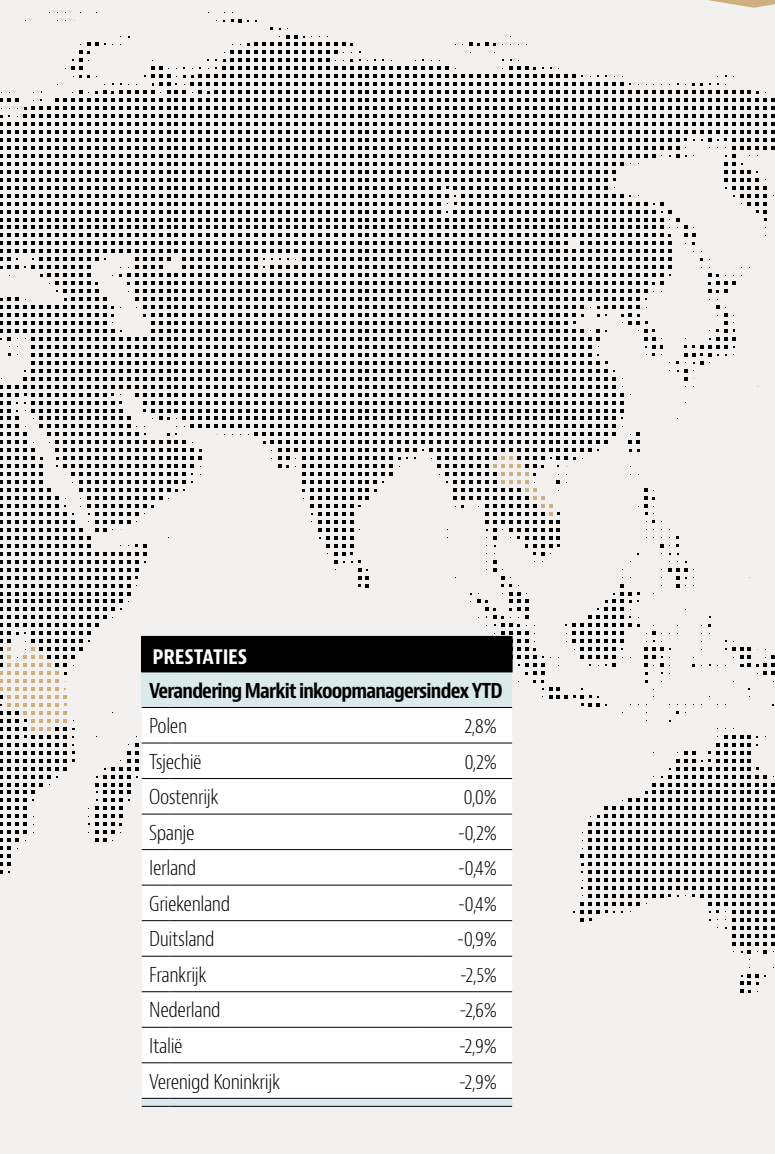 PRESTATIES
Verandering Markit inkoopmanagersindex YTD
Polen 2,8%
Tsjechië 0,2%
Oostenrijk 0,0%
Spanje -0,2%
Ierland -0,4%
Griekenland -0,4%
Duitsland -0,9%
Frankrijk -2,5%
Nederland -2,6%
Italië -2,9%
Verenigd Koninkrijk -2,9%